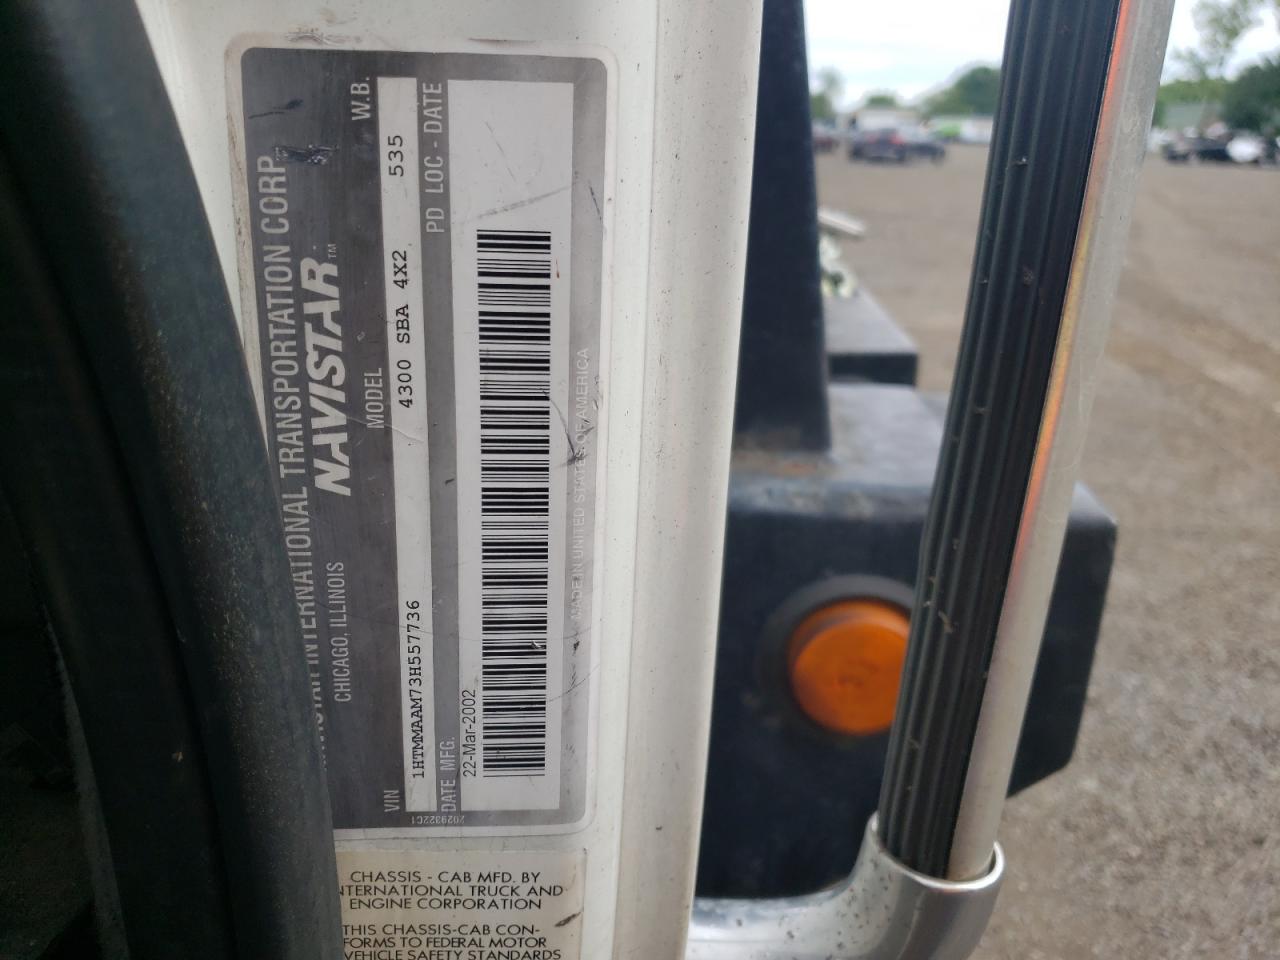 INTERNATIONAL TRANSPORTATION CORP.
CHICAGO, ILLINOIS NAVISTAR™
VIN MODEL W.B.
1HTMMAAM73H557736 4300 SBA 4X2 535
DATE MFG. PD LOC - DATE
22-Mar-2002
MADE IN UNITED STATES OF AMERICA
2029322C1
CHASSIS - CAB MFD. BY
INTERNATIONAL TRUCK AND
ENGINE CORPORATION
THIS CHASSIS-CAB CON-
FORMS TO FEDERAL MOTOR
VEHICLE SAFETY STANDARDS